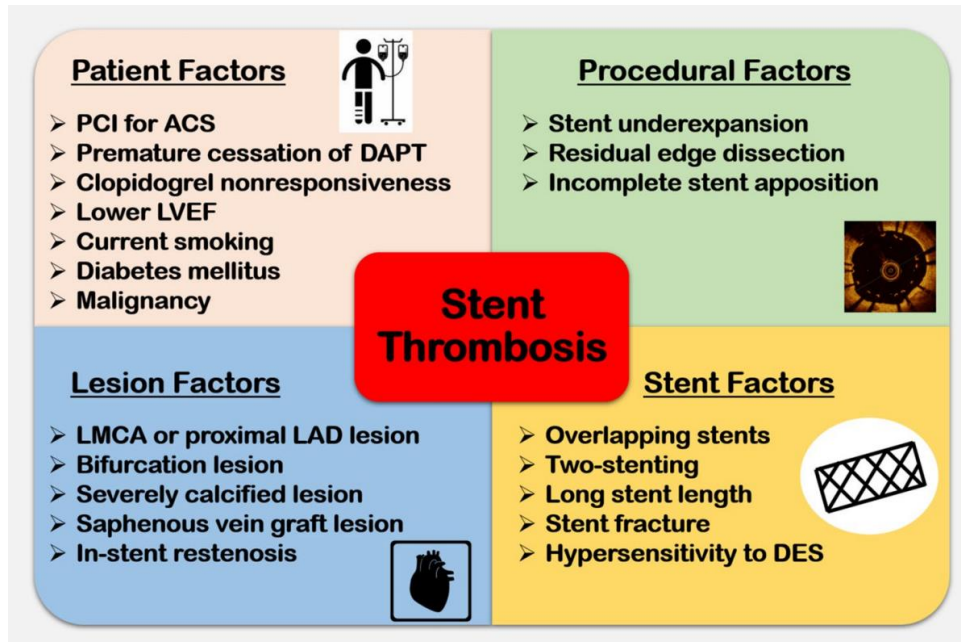 Patient Factors
➢ PCI for ACS
➢ Premature cessation of DAPT
➢ Clopidogrel nonresponsiveness
➢ Lower LVEF
➢ Current smoking
➢ Diabetes mellitus
➢ Malignancy
Procedural Factors
➢ Stent underexpansion
➢ Residual edge dissection
➢ Incomplete stent apposition
Stent
Thrombosis
Lesion Factors
➢ LMCA or proximal LAD lesion
➢ Bifurcation lesion
➢ Severely calcified lesion
➢ Saphenous vein graft lesion
➢ In-stent restenosis
Stent Factors
➢ Overlapping stents
➢ Two-stenting
➢ Long stent length
➢ Stent fracture
➢ Hypersensitivity to DES